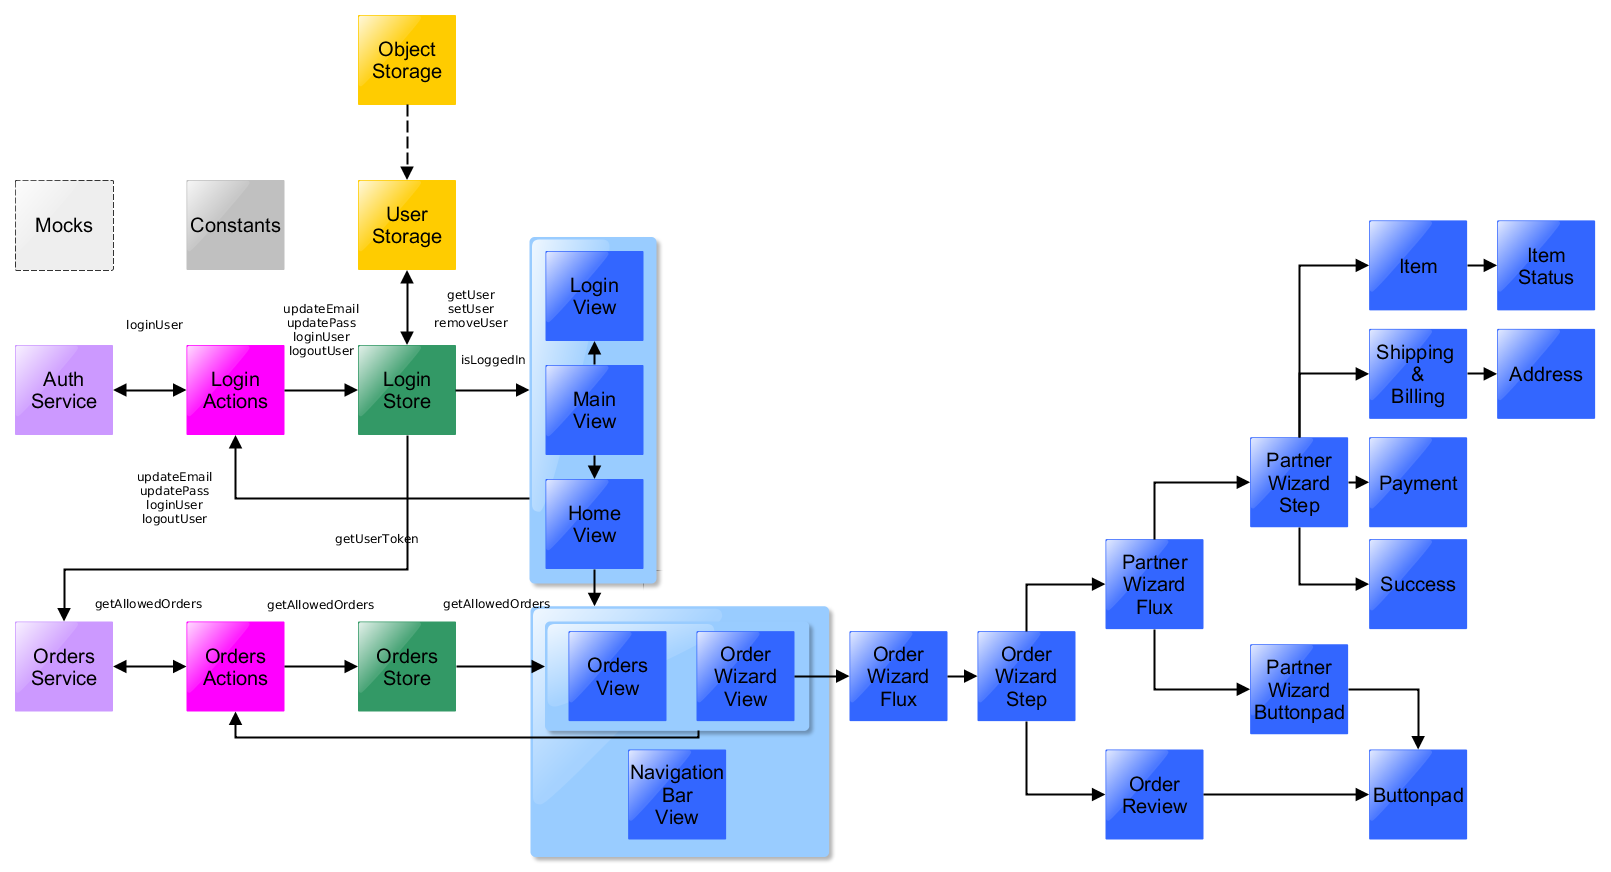 Object
Storage
Mocks
Constants
User
Storage
getUser
setUser
removeUser
loginUser
updateEmail
updatePass
loginUser
logoutUser
isLoggedIn
Auth
Service
Login
Actions
Login
Store
Login
View
Main
View
Home
View
updateEmail
updatePass
loginUser
logoutUser
getUserToken
getAllowedOrders
getAllowedOrders
getAllowedOrders
Orders
Service
Orders
Actions
Orders
Store
Orders
View
Order
Wizard
View
Navigation
Bar
View
Order
Wizard
Flux
Order
Wizard
Step
Partner
Wizard
Flux
Order
Review
Partner
Wizard
Step
Partner
Wizard
Buttonpad
Item
Item
Status
Shipping
&
Billing
Address
Payment
Success
Buttonpad